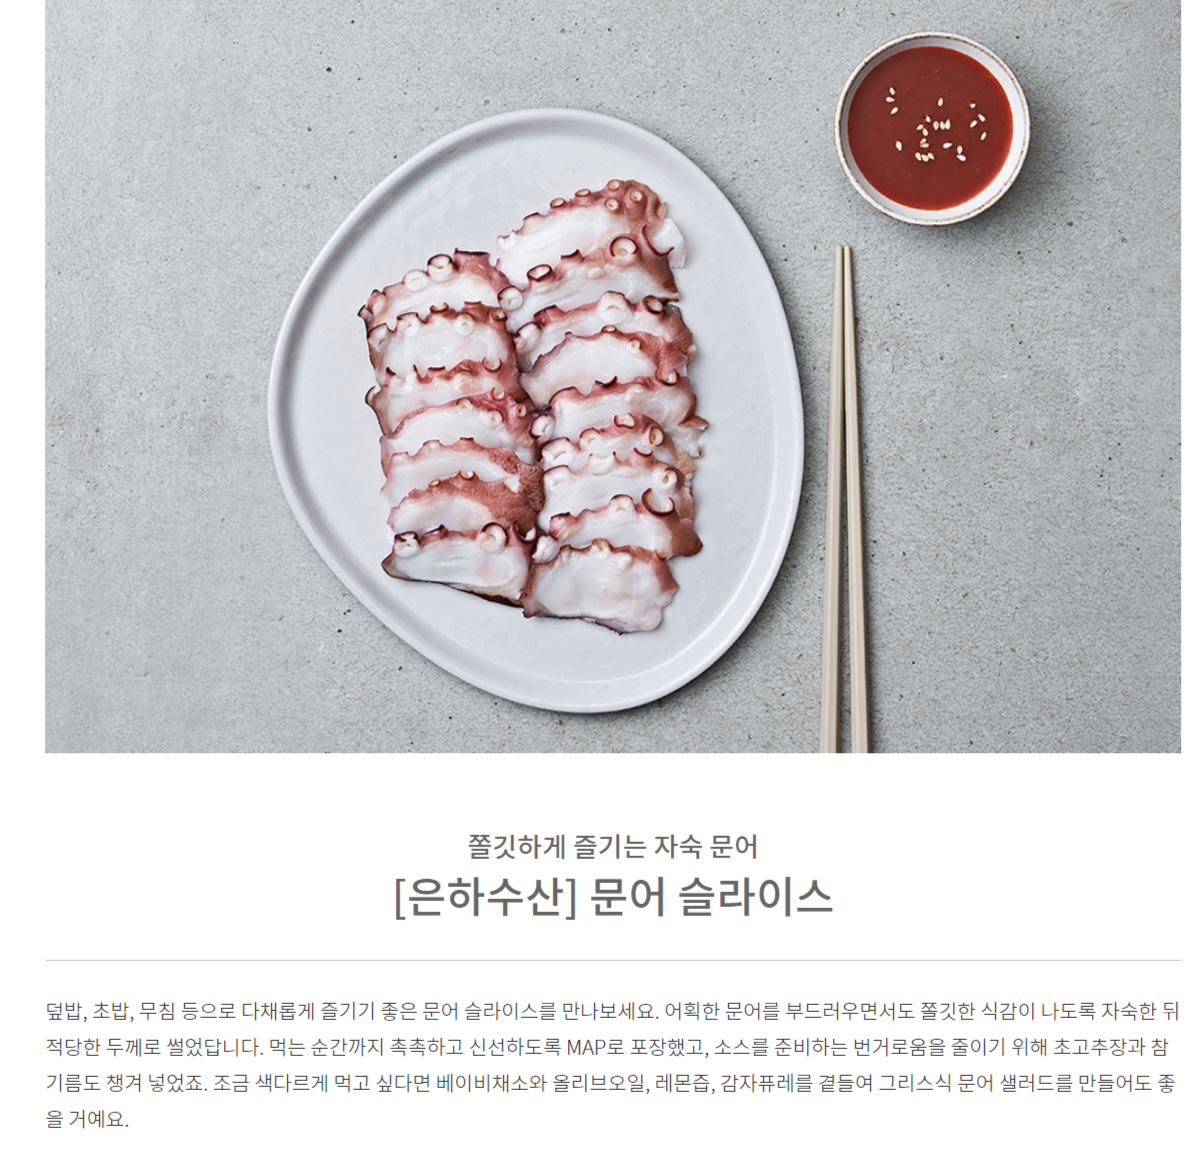 쫄깃하게 즐기는 자숙 문어
[은하수산] 문어 슬라이스
덮밥, 초밥, 무침 등으로 다채롭게 즐기기 좋은 문어 슬라이스를 만나보세요. 어획한 문어를 부드러우면서도 쫄깃한 식감이 나도록 자숙한 뒤
적당한 두께로 썰었답니다. 먹는 순간까지 촉촉하고 신선하도록 MAP로 포장했고, 소스를 준비하는 번거로움을 줄이기 위해 초고추장과 참
기름도 챙겨 넣었죠. 조금 색다르게 먹고 싶다면 베이비채소와 올리브오일, 레몬즙, 감자퓨레를 곁들여 그리스식 문어 샐러드를 만들어도 좋
을 거예요.